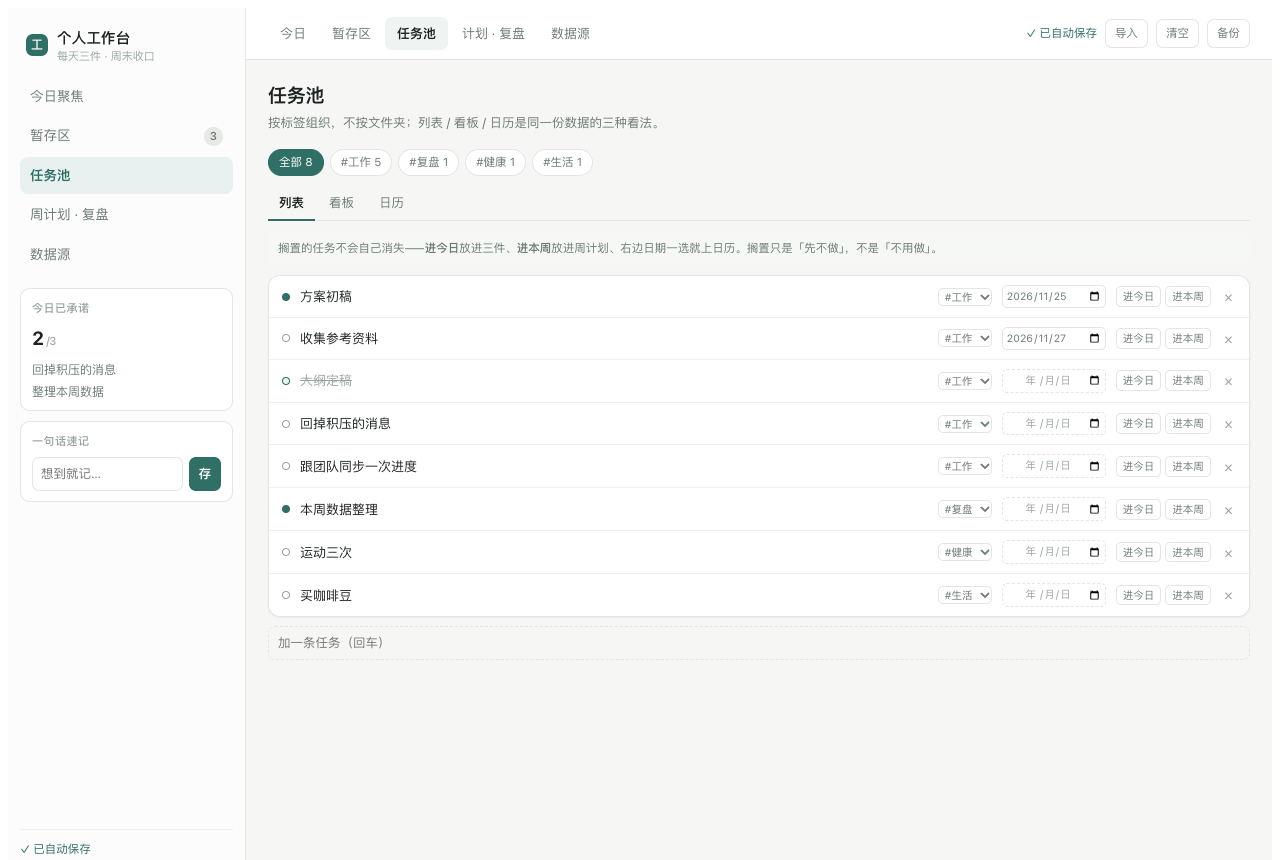 工 个人工作台
每天三件 · 周末收口
今日聚焦
暂存区 3
任务池
周计划 · 复盘
数据源
今日已承诺
2 /3
回掉积压的消息
整理本周数据
一句话速记
想到就记... 存
✓ 已自动保存
今日 暂存区 任务池 计划 · 复盘 数据源 ✓ 已自动保存 导入 清空 备份
任务池
按标签组织，不按文件夹；列表 / 看板 / 日历是同一份数据的三种看法。
全部 8 #工作 5 #复盘 1 #健康 1 #生活 1
列表 看板 日历
搁置的任务不会自己消失——进今日放进三件、进本周放进周计划、右边日期一选就上日历。搁置只是「先不做」，不是「不用做」。
方案初稿 #工作 2026/11/25 进今日 进本周 ×
收集参考资料 #工作 2026/11/27 进今日 进本周 ×
大纲定稿 #工作 年 /月/日 进今日 进本周 ×
回掉积压的消息 #工作 年 /月/日 进今日 进本周 ×
跟团队同步一次进度 #工作 年 /月/日 进今日 进本周 ×
本周数据整理 #复盘 年 /月/日 进今日 进本周 ×
运动三次 #健康 年 /月/日 进今日 进本周 ×
买咖啡豆 #生活 年 /月/日 进今日 进本周 ×
加一条任务（回车）